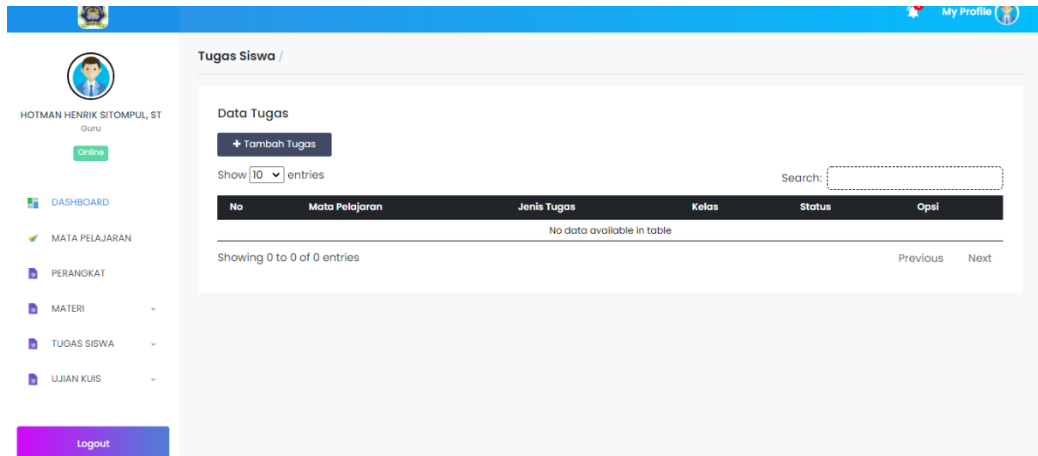 My Profile
Tugas Siswa /
HOTMAN HENRIK SITOMPUL, ST
Guru
Online
DASHBOARD
MATA PELAJARAN
PERANGKAT
MATERI
TUGAS SISWA
UJIAN KUIS
Logout
Data Tugas
+ Tambah Tugas
Show 10 entries
Search:
No Mata Pelajaran Jenis Tugas Kelas Status Opsi
No data available in table
Showing 0 to 0 of 0 entries
Previous Next